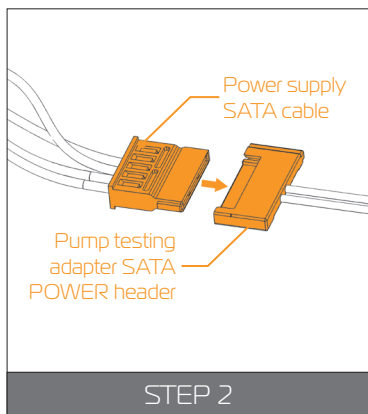 Power supply
SATA cable
Pump testing
adapter SATA
POWER header
STEP 2